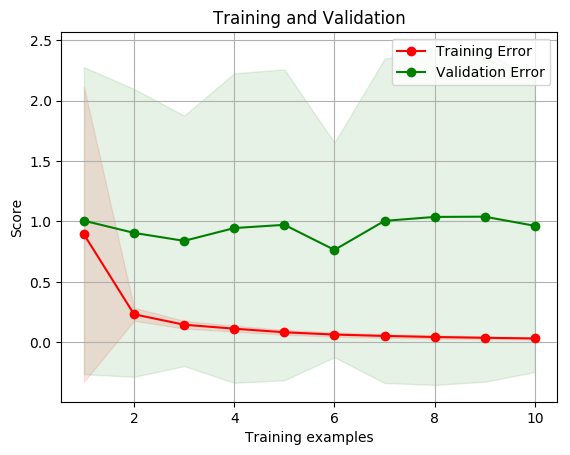 Training and Validation
Training Error
Validation Error
2.5
2.0
1.5
1.0
0.5
0.0
Score
2 4 6 8 10
Training examples